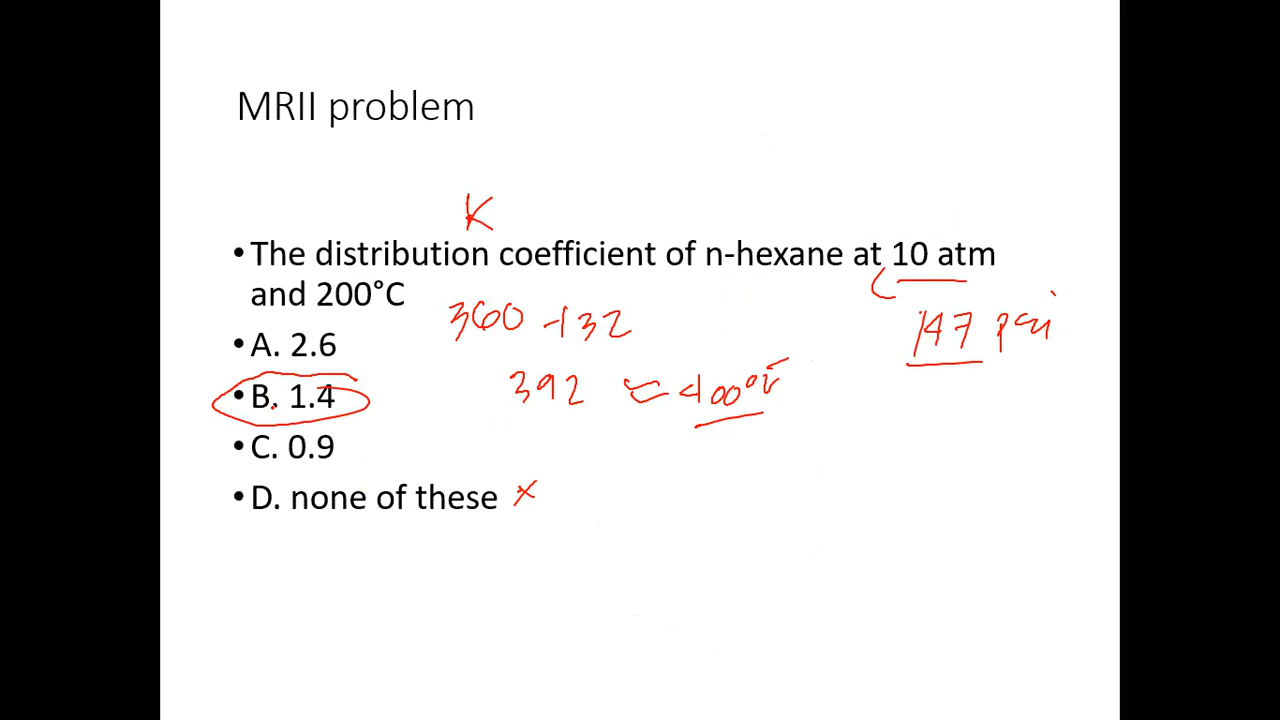 MRII problem
K
• The distribution coefficient of n-hexane at 10 atm
and 200°C
360 +32
147 psi
• A. 2.6
392 ≈ 400°F
• B. 1.4
• C. 0.9
• D. none of these ×